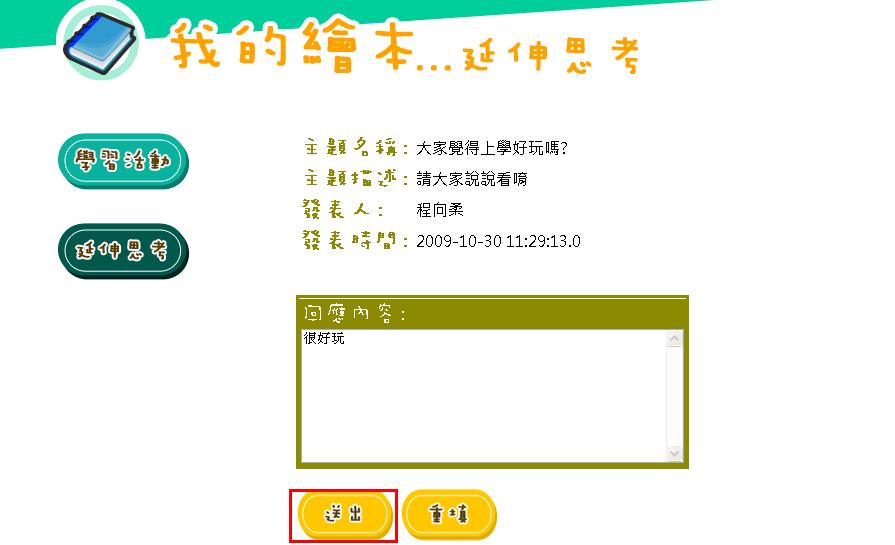 我的繪本...延伸思考
學習活動
延伸思考
主題名稱：大家覺得上學好玩嗎?
主題描述：請大家說說看唷
發表人： 程向柔
發表時間：2009-10-30 11:29:13.0
回應內容：
很好玩
送出 重填